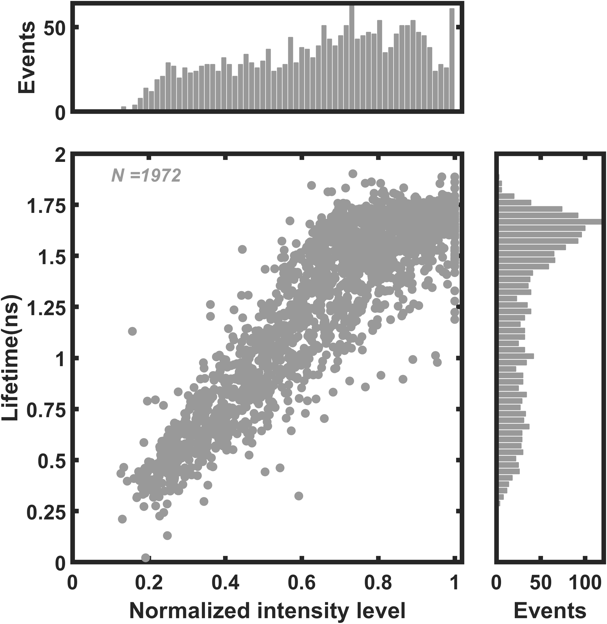 Events
50
0
N =1972
Lifetime(ns)
2
1.75
1.5
1.25
1
0.75
0.5
0.25
0
0 0.2 0.4 0.6 0.8 1
Normalized intensity level
0 50 100
Events